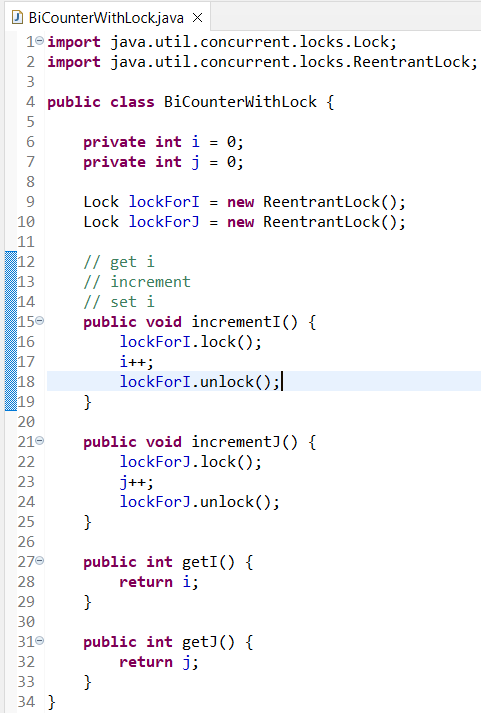 BiCounterWithLock.java
1 import java.util.concurrent.locks.Lock;
2 import java.util.concurrent.locks.ReentrantLock;
3
4 public class BiCounterWithLock {
5
6     private int i = 0;
7     private int j = 0;
8
9     Lock lockForI = new ReentrantLock();
10     Lock lockForJ = new ReentrantLock();
11
12     // get i
13     // increment
14     // set i
15     public void incrementI() {
16         lockForI.lock();
17         i++;
18         lockForI.unlock();
19     }
20
21     public void incrementJ() {
22         lockForJ.lock();
23         j++;
24         lockForJ.unlock();
25     }
26
27     public int getI() {
28         return i;
29     }
30
31     public int getJ() {
32         return j;
33     }
34 }